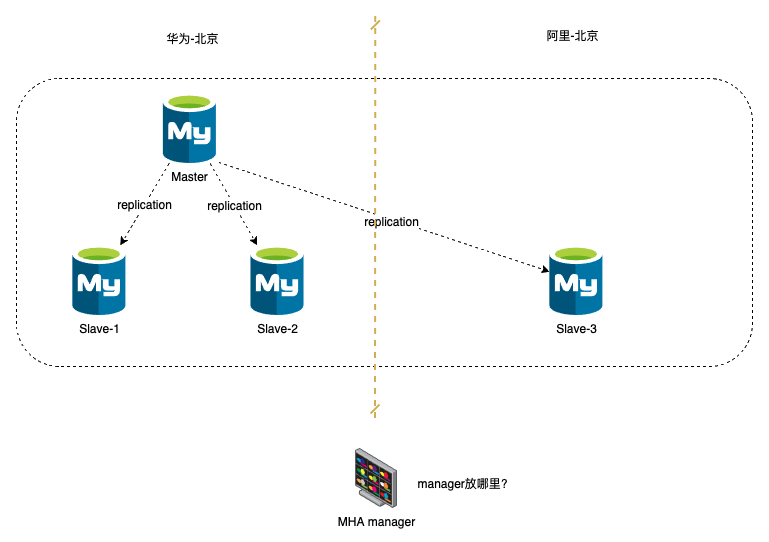 华为-北京
阿里-北京
My
Master
replication
replication
replication
My
My
My
Slave-1
Slave-2
Slave-3
manager放哪里？
MHA manager